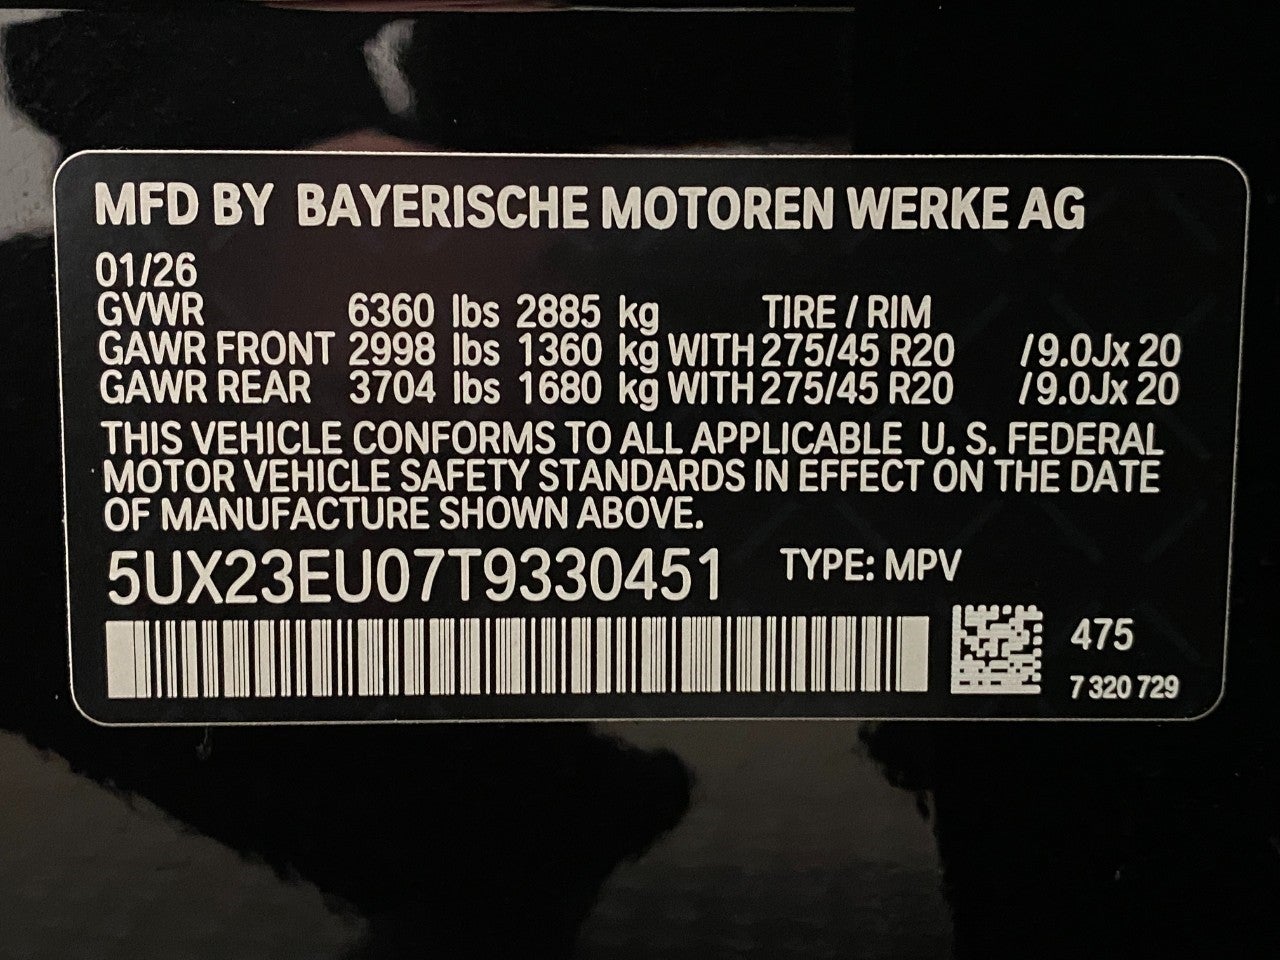 MFD BY BAYERISCHE MOTOREN WERKE AG
01/26
GVWR 6360 lbs 2885 kg TIRE / RIM
GAWR FRONT 2998 lbs 1360 kg WITH 275/45 R20 /9.0Jx 20
GAWR REAR 3704 lbs 1680 kg WITH 275/45 R20 /9.0Jx 20
THIS VEHICLE CONFORMS TO ALL APPLICABLE U. S. FEDERAL
MOTOR VEHICLE SAFETY STANDARDS IN EFFECT ON THE DATE
OF MANUFACTURE SHOWN ABOVE.
5UX23EU07T9330451 TYPE: MPV
475
7 320 729